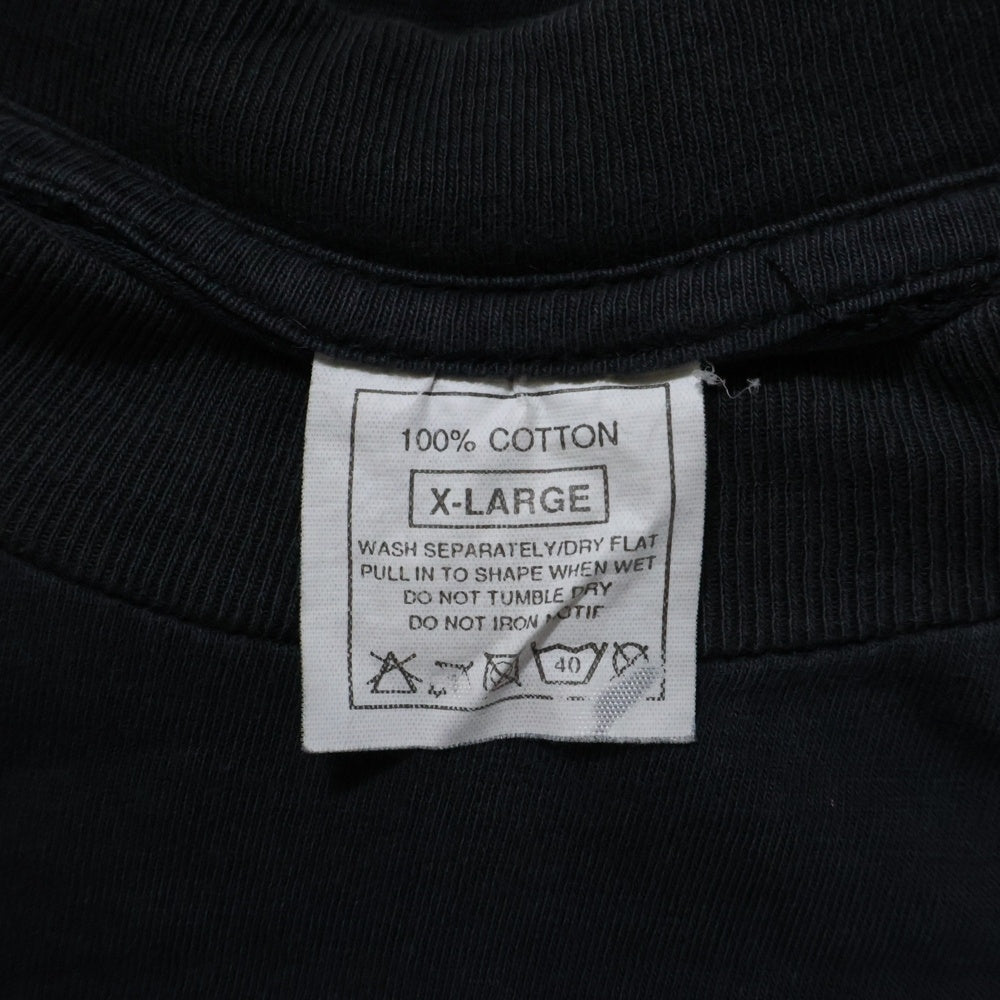 100% COTTON
X-LARGE
WASH SEPARATELY/DRY FLAT
PULL IN TO SHAPE WHEN WET
DO NOT TUMBLE DRY
DO NOT IRON MOTIF
40